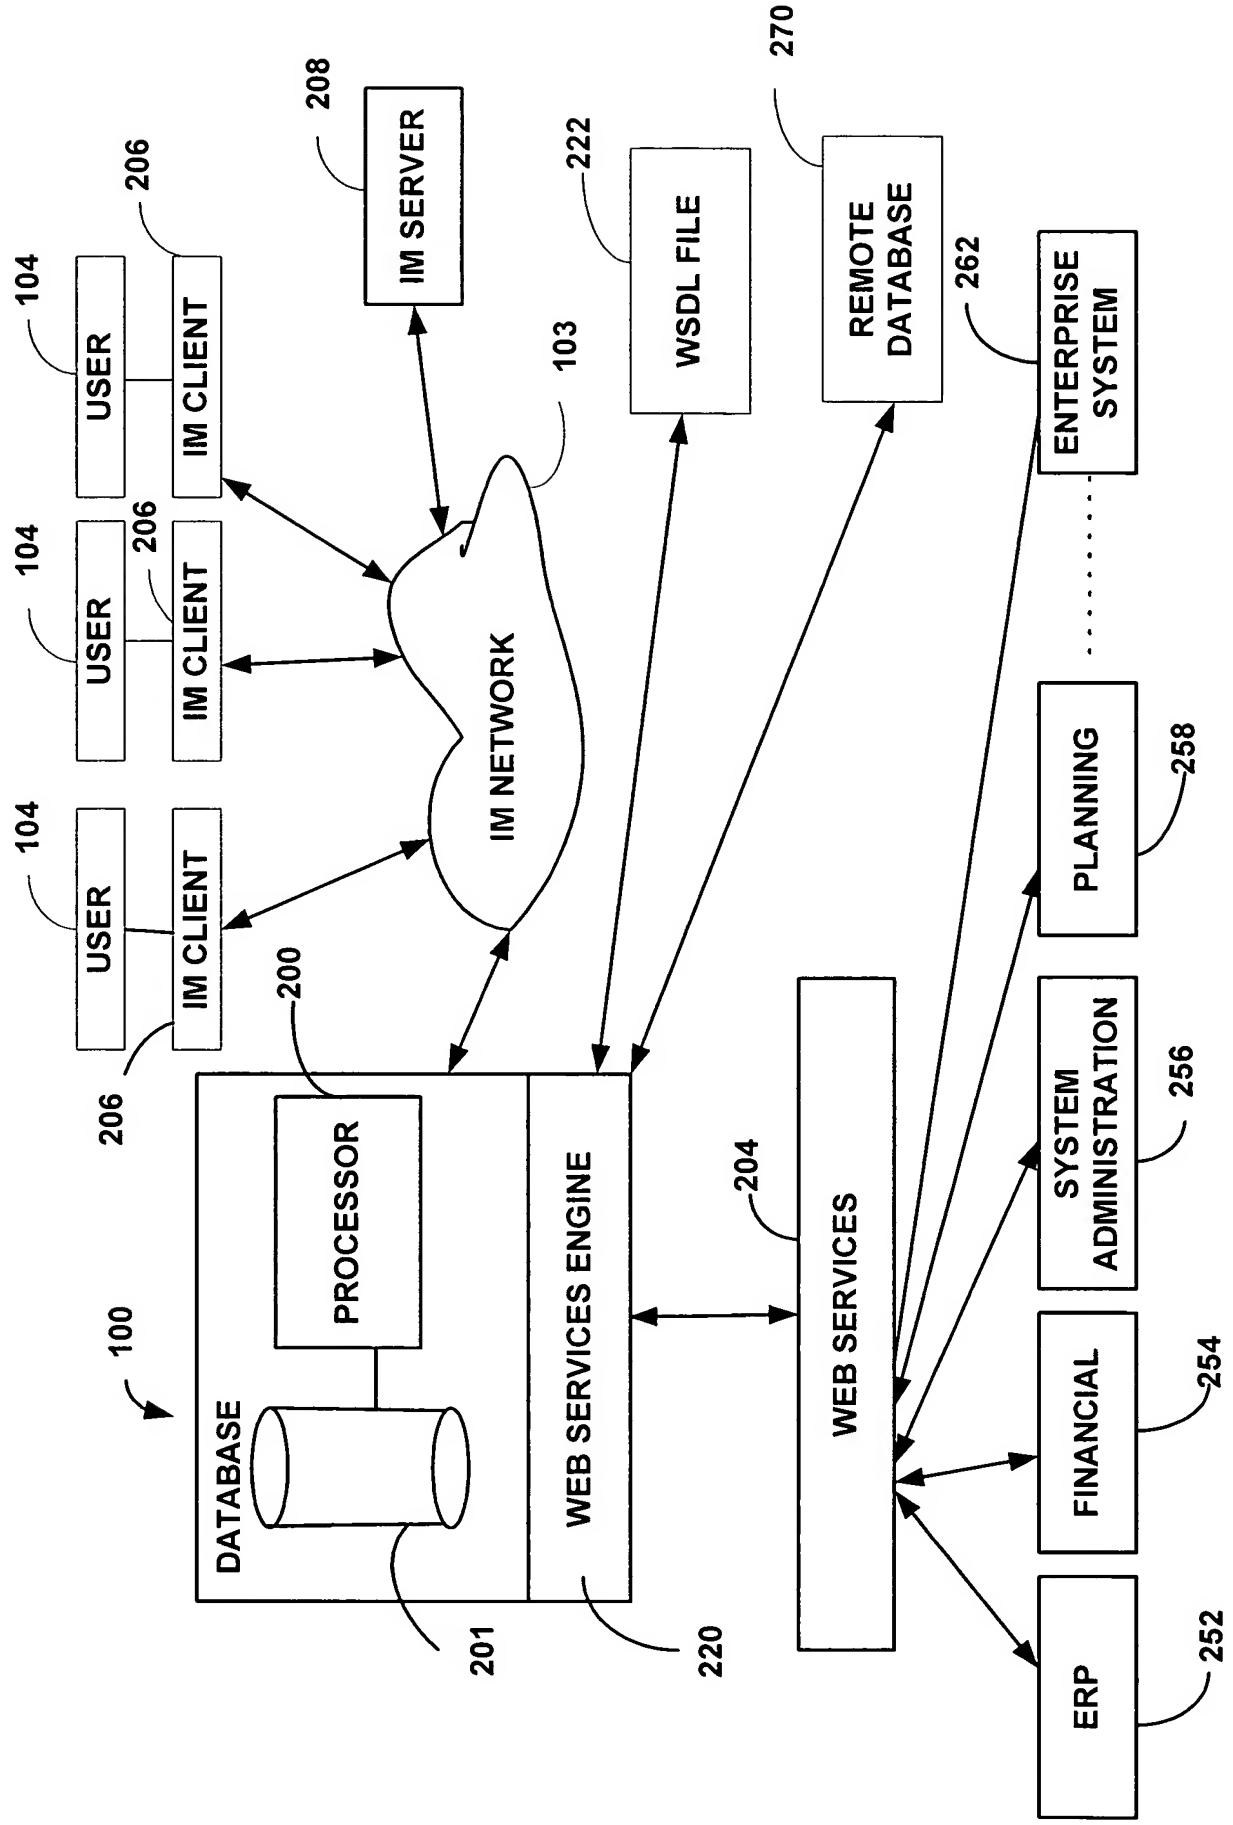 100
DATABASE
PROCESSOR
200
201
WEB SERVICES ENGINE
220
104
USER
IM CLIENT
206
104
USER
IM CLIENT
206
104
USER
IM CLIENT
206
IM SERVER
208
IM NETWORK
103
WSDL FILE
222
REMOTE
DATABASE
270
WEB SERVICES
204
ERP
252
FINANCIAL
254
SYSTEM
ADMINISTRATION
256
PLANNING
258
ENTERPRISE
SYSTEM
262